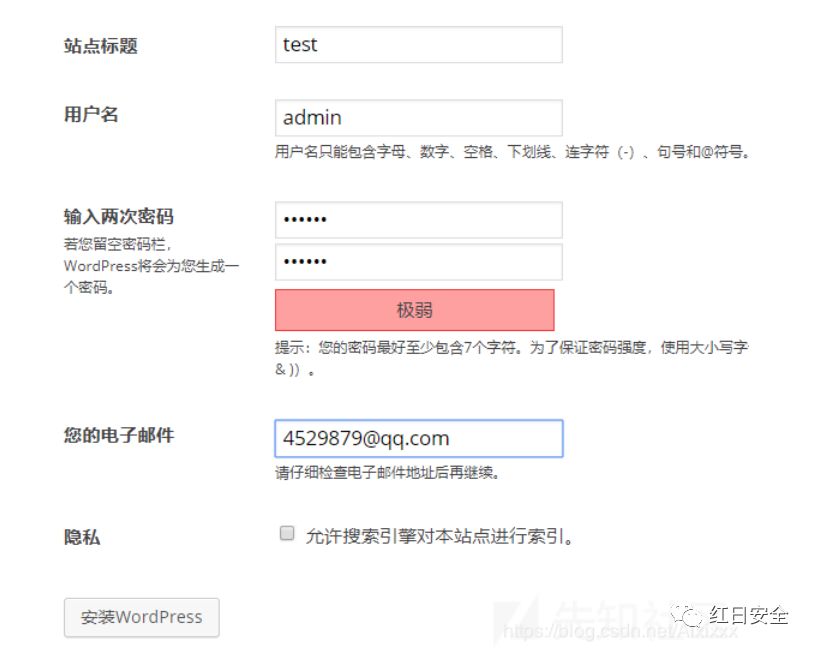 站点标题
test
用户名
admin
用户名只能包含字母、数字、空格、下划线、连字符（-）、句号和@符号。
输入两次密码
••••••
若您留空密码栏，
WordPress将会为您生成一
个密码。
••••••
极弱
提示：您的密码最好至少包含7个字符。为了保证密码强度，使用大小写字
& )）。
您的电子邮件
4529879@qq.com
请仔细检查电子邮件地址后再继续。
隐私
允许搜索引擎对本站点进行索引。
安装WordPress
先知社
红日安全